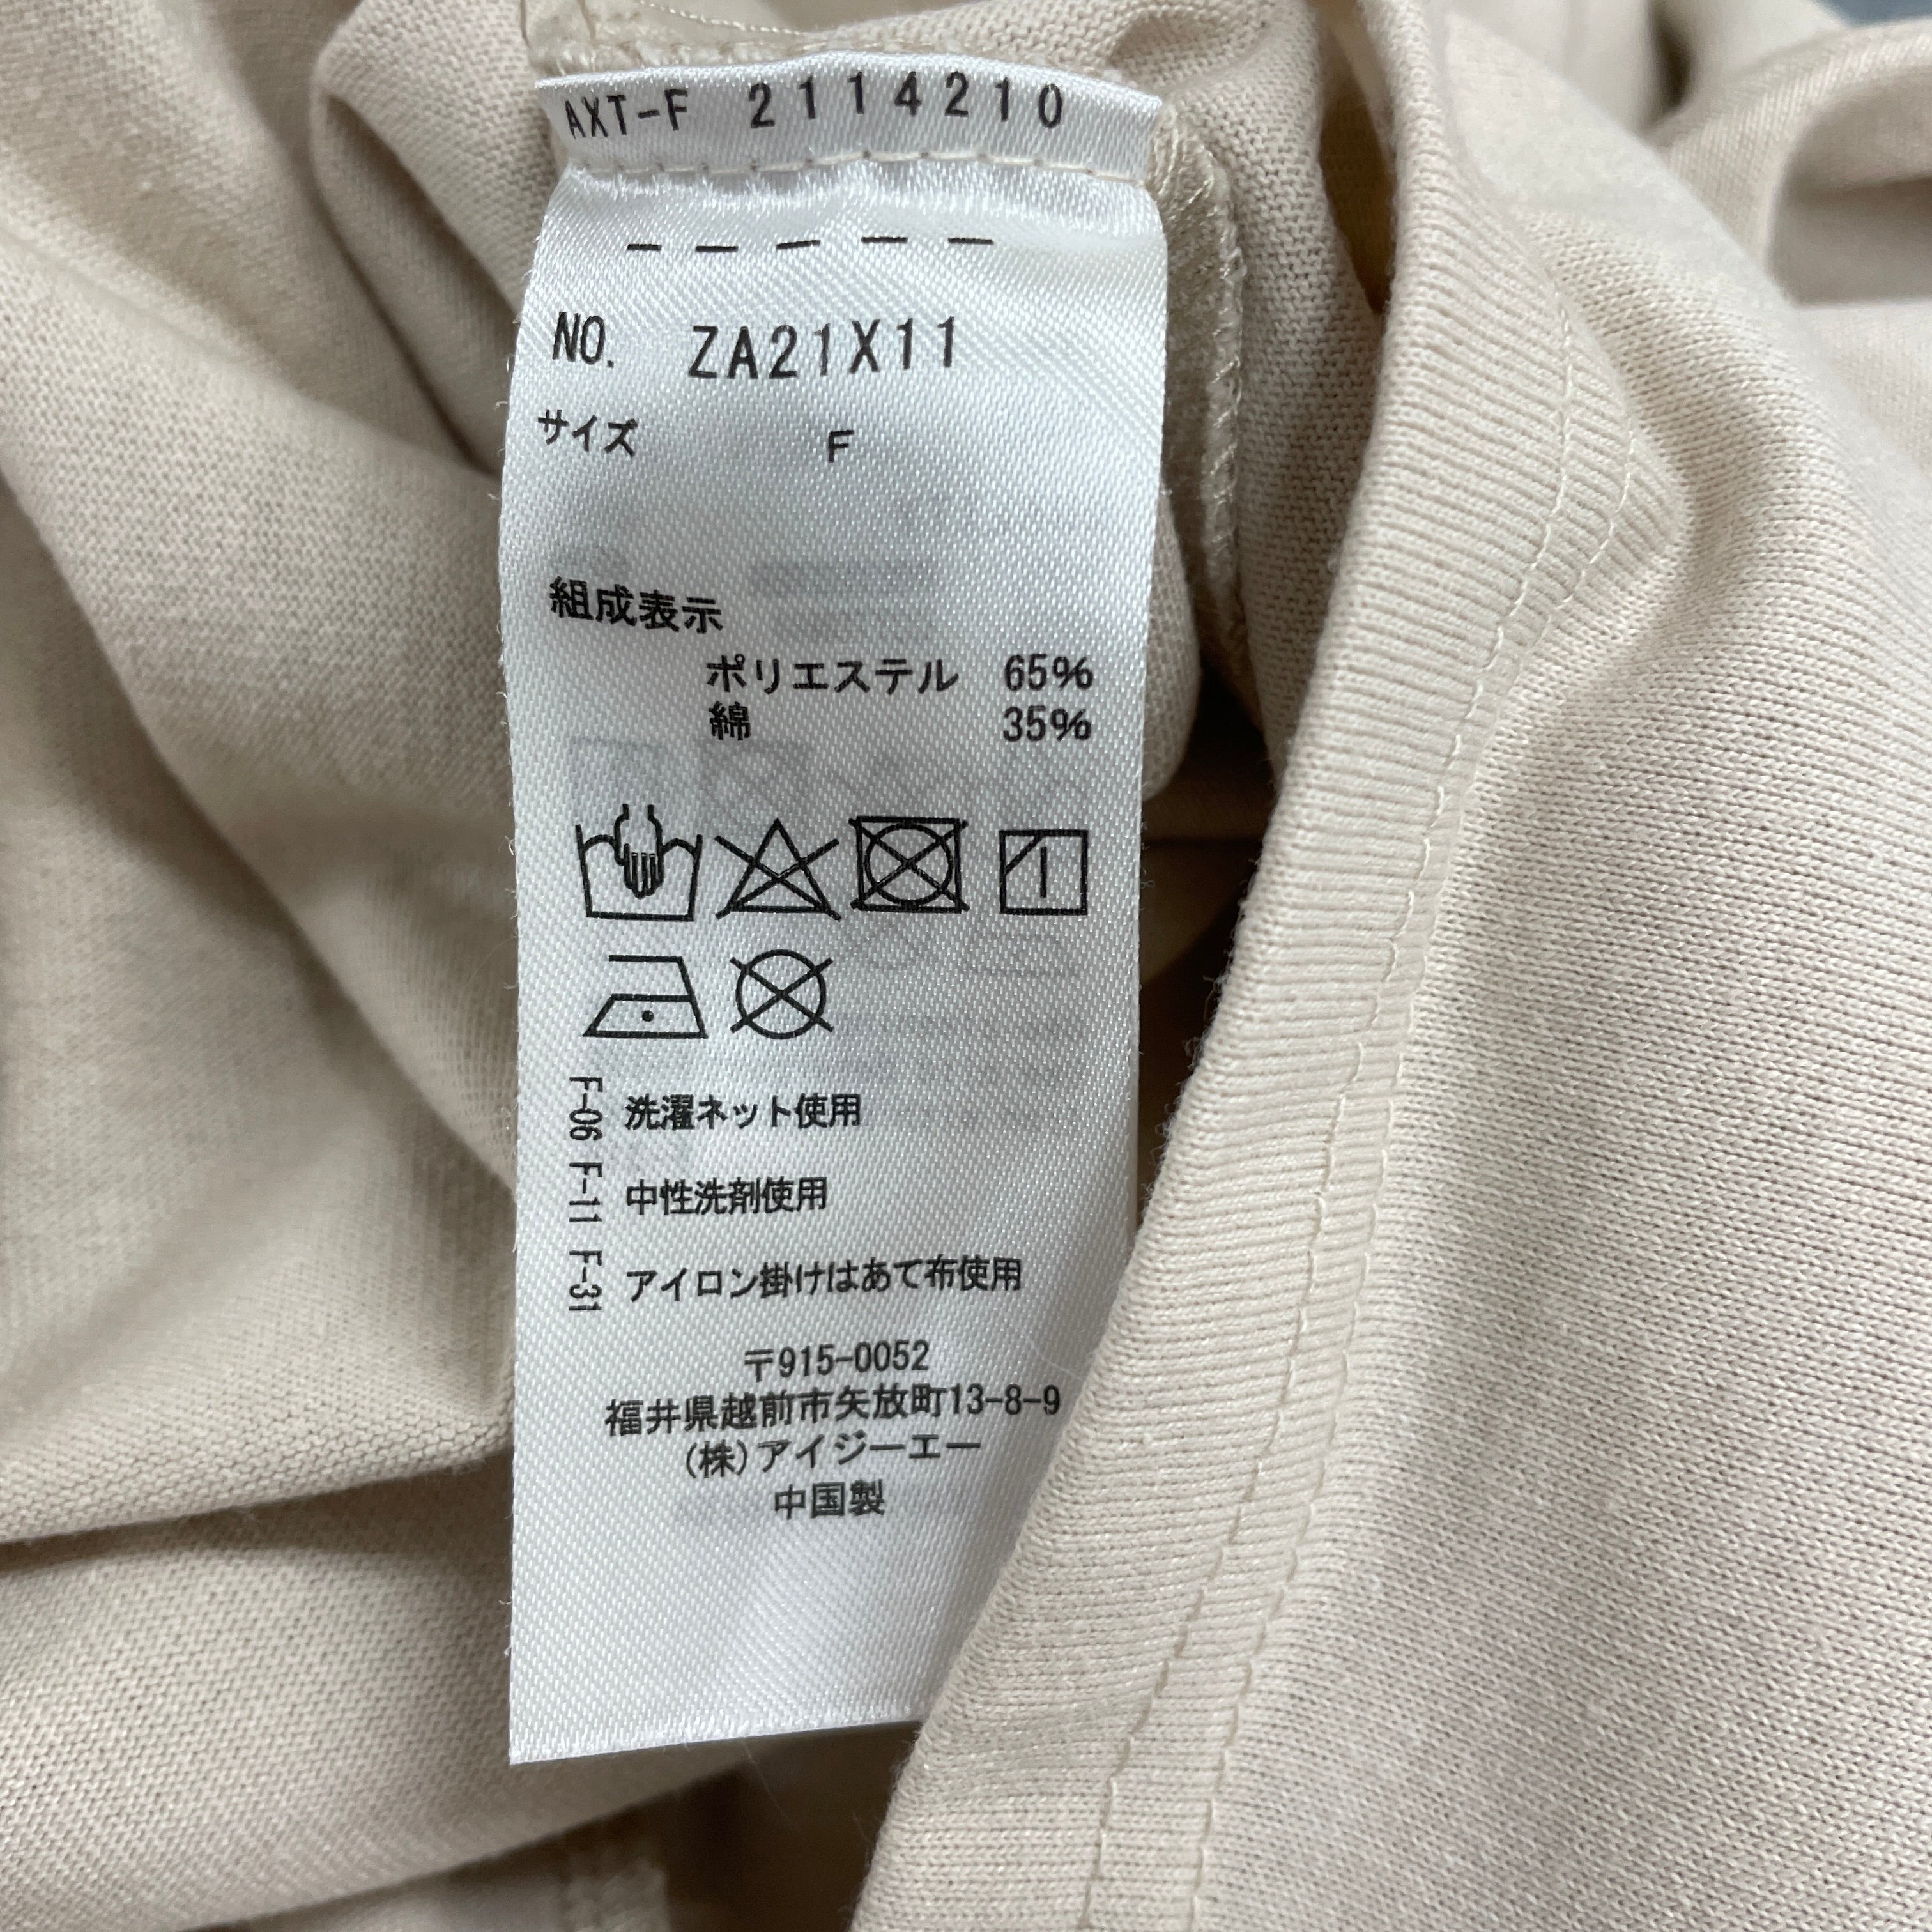 AXT-F 2114210
NO. ZA21X11
サイズ F
組成表示
ポリエステル 65%
綿 35%
F-06 洗濯ネット使用
F-11 中性洗剤使用
F-31 アイロン掛けはあて布使用
〒915-0052
福井県越前市矢放町13-8-9
(株)アイジーエー
中国製